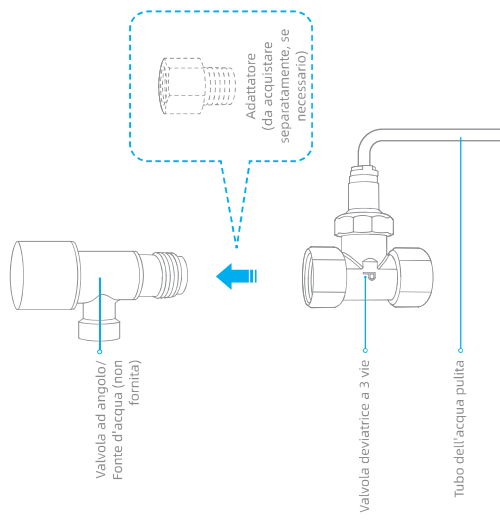 Adattatore
(da acquistare
separatamente, se
necessario)
Valvola ad angolo/
Fonte d'acqua (non
fornita)
Valvola deviatrice a 3 vie
Tubo dell'acqua pulita